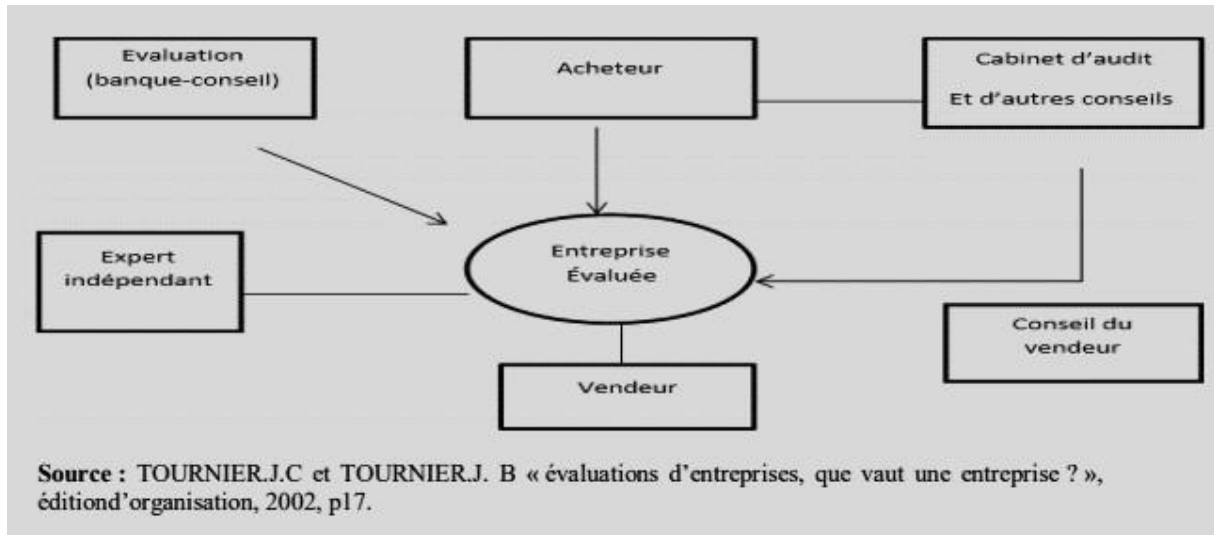 Evaluation
(banque-conseil)
Acheteur
Cabinet d'audit
Et d'autres conseils
Expert
indépendant
Entreprise
Évaluée
Conseil du
vendeur
Vendeur
Source : TOURNIER.J.C et TOURNIER.J. B « évaluations d'entreprises, que vaut une entreprise ? »,
éditiond'organisation, 2002, p17.